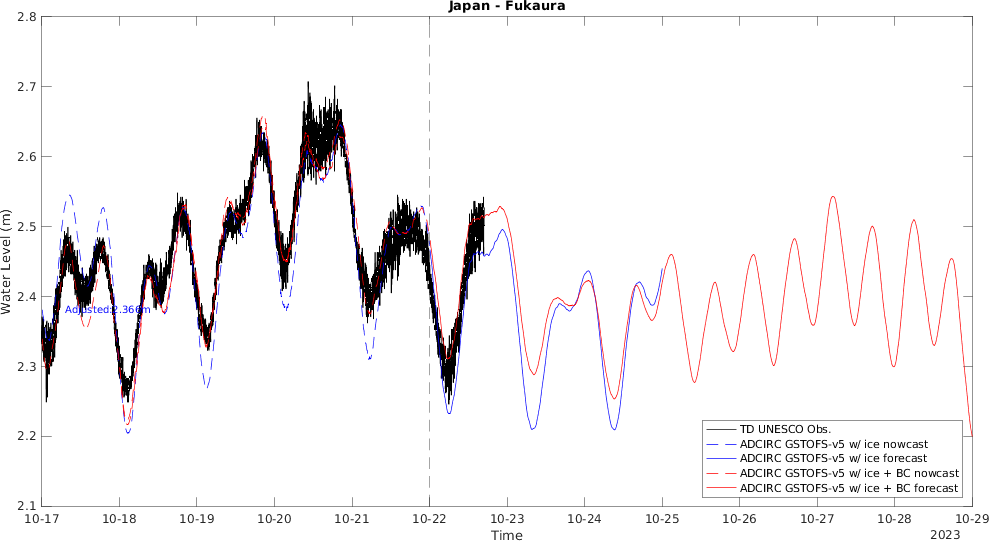 Japan - Fukaura
2.8
2.7
2.6
2.5
2.4
2.3
2.2
2.1
Water Level (m)
Adjusted:2.366m
TD UNESCO Obs.
ADCIRC GSTOFS-v5 w/ ice nowcast
ADCIRC GSTOFS-v5 w/ ice forecast
ADCIRC GSTOFS-v5 w/ ice + BC nowcast
ADCIRC GSTOFS-v5 w/ ice + BC forecast
10-17 10-18 10-19 10-20 10-21 10-22 10-23 10-24 10-25 10-26 10-27 10-28 10-29
Time
2023